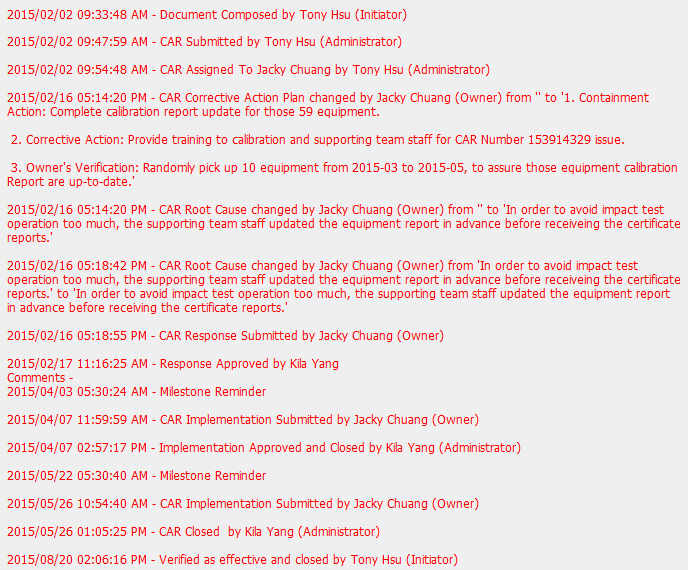 2015/02/02 09:33:48 AM - Document Composed by Tony Hsu (Initiator)
2015/02/02 09:47:59 AM - CAR Submitted by Tony Hsu (Administrator)
2015/02/02 09:54:48 AM - CAR Assigned To Jacky Chuang by Tony Hsu (Administrator)
2015/02/16 05:14:20 PM - CAR Corrective Action Plan changed by Jacky Chuang (Owner) from '' to '1. Containment
Action: Complete calibration report update for those 59 equipment.
2. Corrective Action: Provide training to calibration and supporting team staff for CAR Number 153914329 issue.
3. Owner's Verification: Randomly pick up 10 equipment from 2015-03 to 2015-05, to assure those equipment calibration
Report are up-to-date.'
2015/02/16 05:14:20 PM - CAR Root Cause changed by Jacky Chuang (Owner) from '' to 'In order to avoid impact test
operation too much, the supporting team staff updated the equipment report in advance before receiveing the certificate
reports.'
2015/02/16 05:18:42 PM - CAR Root Cause changed by Jacky Chuang (Owner) from 'In order to avoid impact test
operation too much, the supporting team staff updated the equipment report in advance before receiveing the certificate
reports.' to 'In order to avoid impact test operation too much, the supporting team staff updated the equipment report
in advance before receiving the certificate reports.'
2015/02/16 05:18:55 PM - CAR Response Submitted by Jacky Chuang (Owner)
2015/02/17 11:16:25 AM - Response Approved by Kila Yang
Comments -
2015/04/03 05:30:24 AM - Milestone Reminder
2015/04/07 11:59:59 AM - CAR Implementation Submitted by Jacky Chuang (Owner)
2015/04/07 02:57:17 PM - Implementation Approved and Closed by Kila Yang (Administrator)
2015/05/22 05:30:40 AM - Milestone Reminder
2015/05/26 10:54:40 AM - CAR Implementation Submitted by Jacky Chuang (Owner)
2015/05/26 01:05:25 PM - CAR Closed  by Kila Yang (Administrator)
2015/08/20 02:06:16 PM - Verified as effective and closed by Tony Hsu (Initiator)